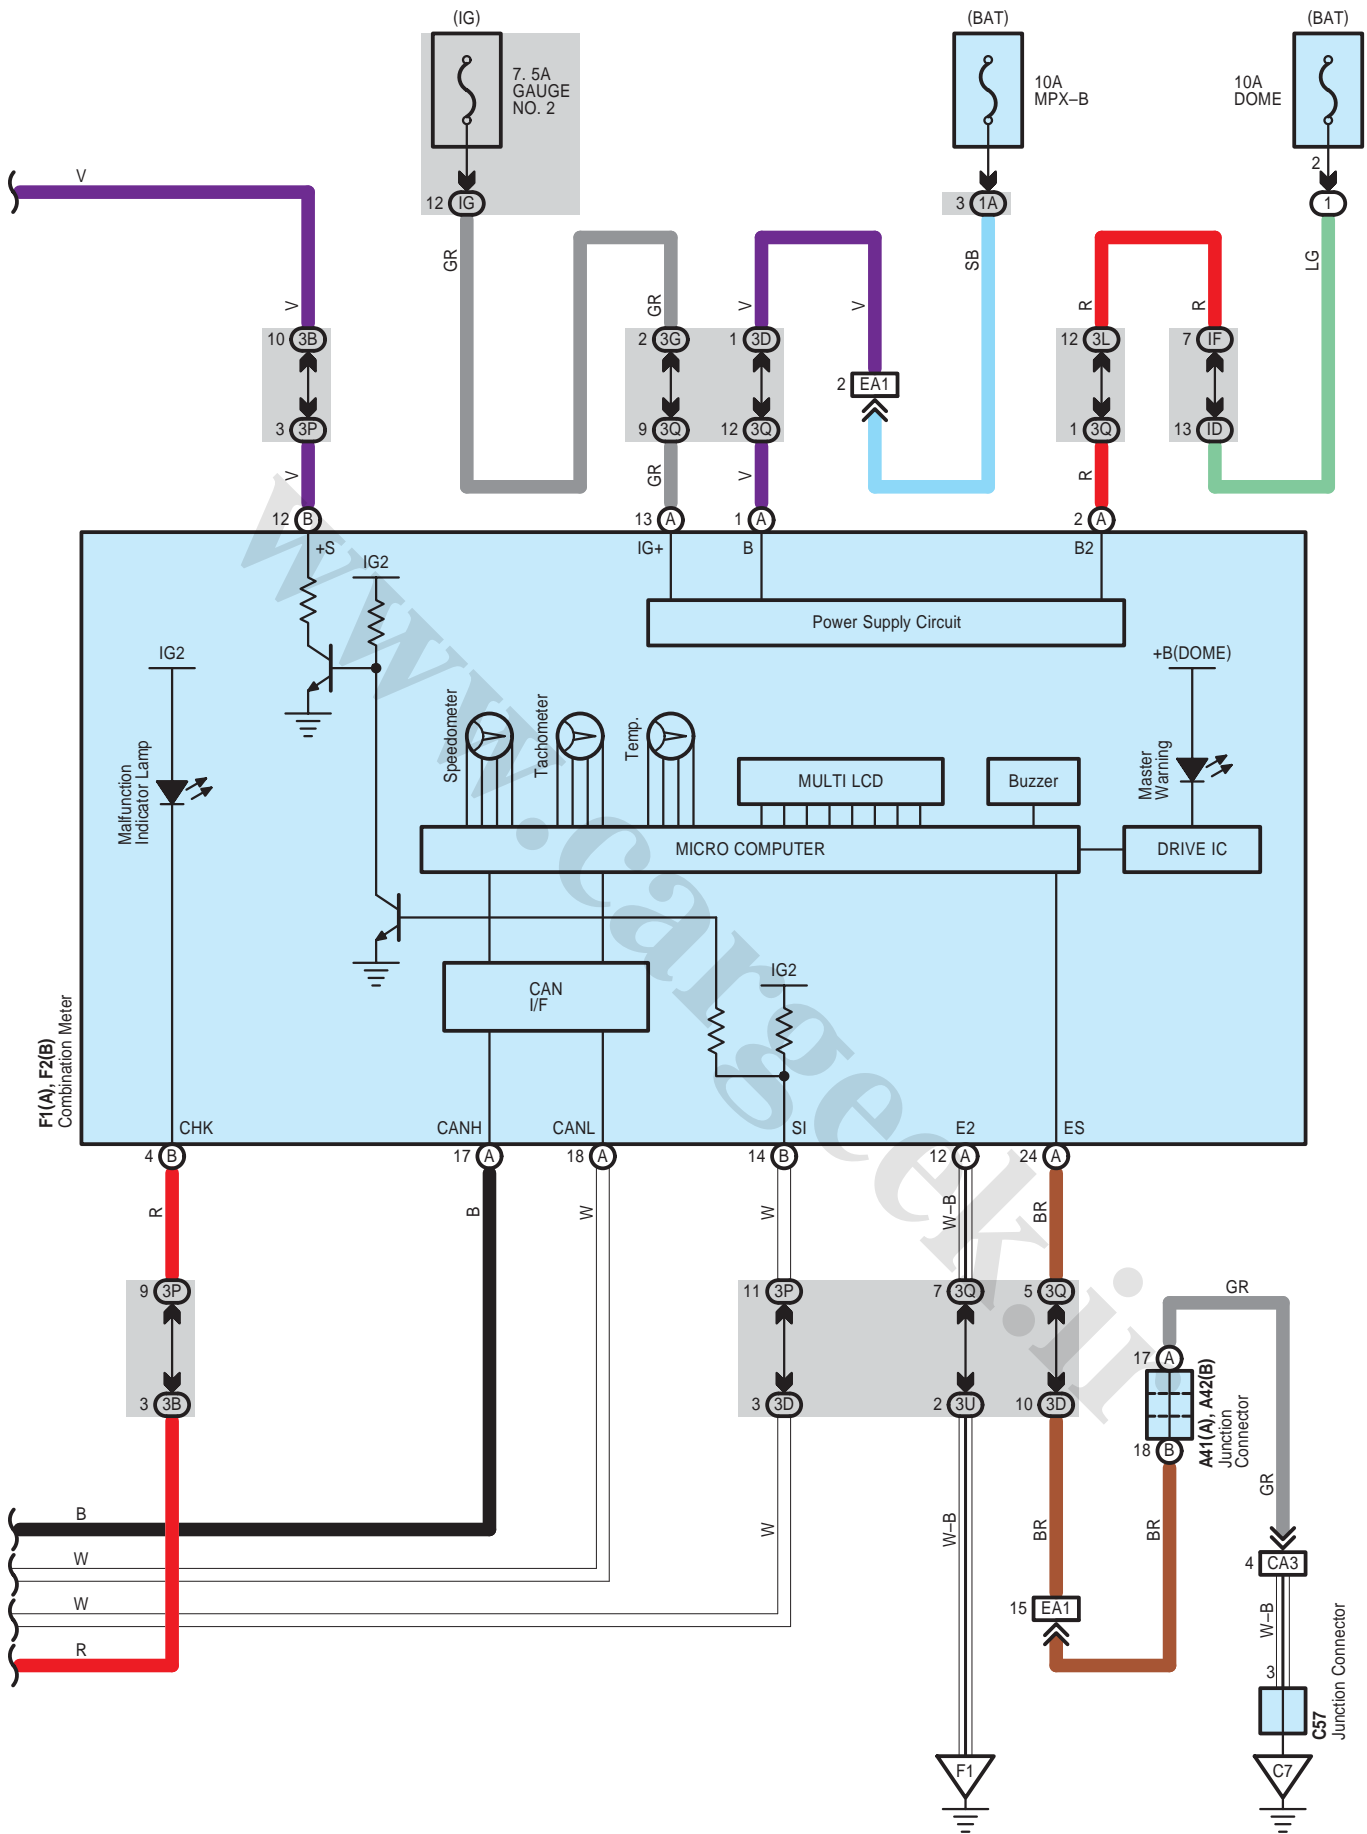 (IG)
(BAT)
(BAT)
7. 5A
GAUGE
NO. 2
10A
MPX–B
10A
DOME
2
12 IG
3 1A
1
V
GR
SB
LG
V
GR
V
V
R
R
10 3B
2 3G
1 3D
12 3L
7 IF
2 EA1
3 3P
9 3Q
12 3Q
1 3Q
13 ID
V
GR
V
R
12 B
13 A
1 A
2 A
+S
IG+
B
B2
IG2
Power Supply Circuit
IG2
+B(DOME)
Malfunction
Indicator Lamp
Speedometer
Tachometer
Temp.
MULTI LCD
Buzzer
Master
Warning
MICRO COMPUTER
DRIVE IC
CAN
I/F
IG2
F1(A), F2(B)
Combination Meter
CHK
CANH
CANL
SI
E2
ES
4 B
17 A
18 A
14 B
12 A
24 A
R
B
W
W
W–B
BR
9 3P
11 3P
7 3Q
5 3Q
GR
17 A
3 3B
3 3D
2 3U
10 3D
18 B
A41(A), A42(B)
Junction
Connector
GR
B
W
W
R
W
W–B
BR
BR
4 CA3
15 EA1
W–B
3
C57
Junction Connector
F1
C7
www.cargeek.ir